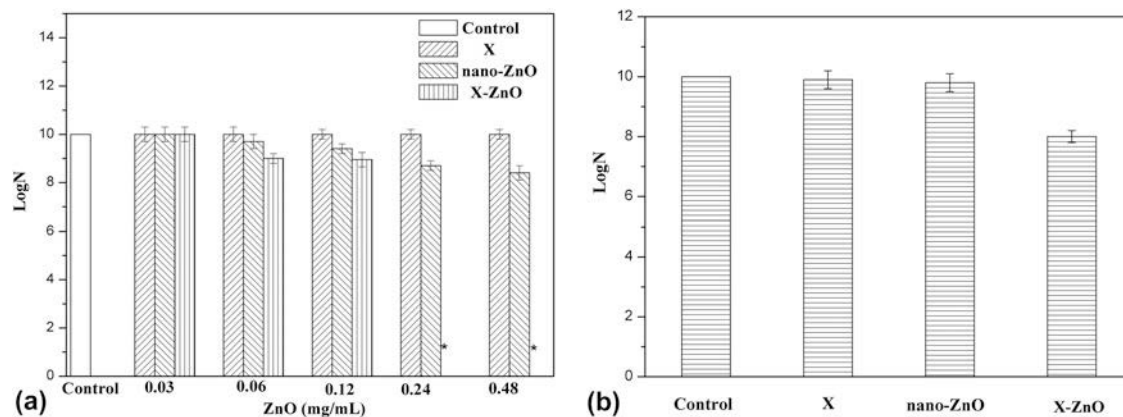 14
12
10
8
6
4
2
0
LogN
Control
X
nano-ZnO
X-ZnO
*
*
Control 0.03 0.06 0.12 0.24 0.48
ZnO (mg/mL)
(a)
12
10
8
6
4
2
0
LogN
Control X nano-ZnO X-ZnO
(b)